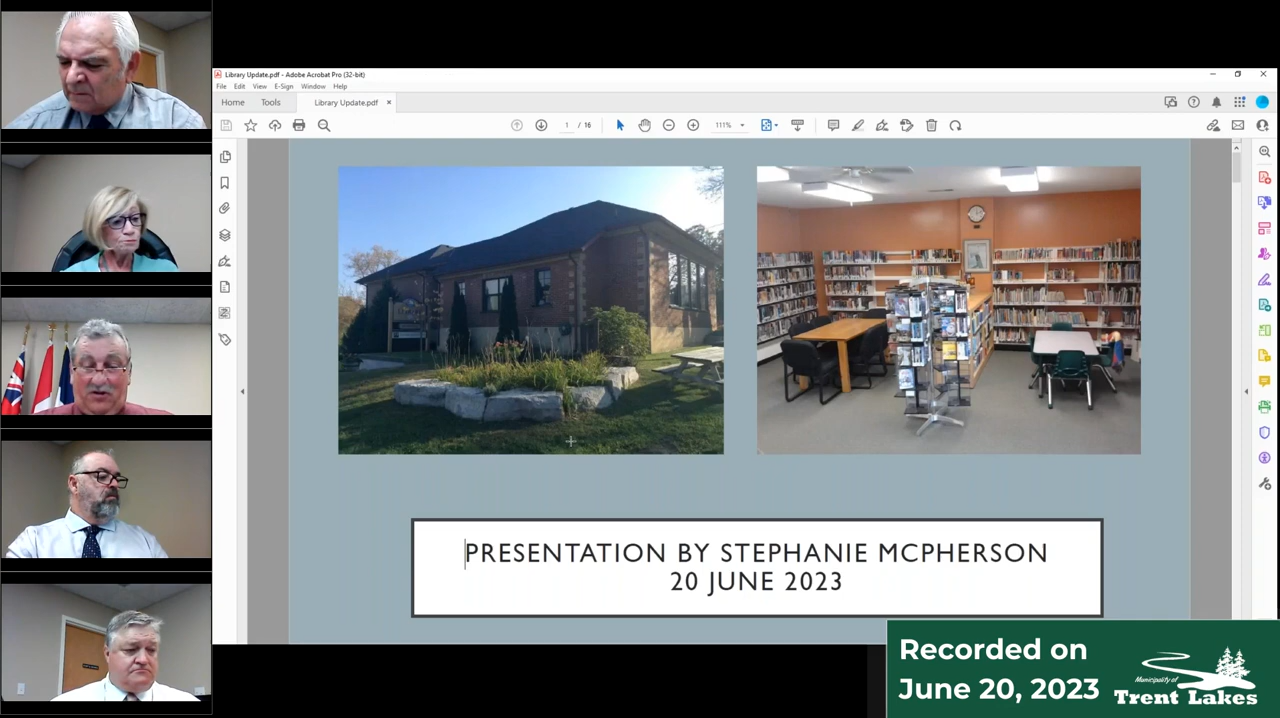 Library Update.pdf - Adobe Acrobat Pro (32-bit)
File Edit View E-Sign Window Help
Home Tools Library Update.pdf ×
1 / 16 111%
PRESENTATION BY STEPHANIE MCPHERSON
20 JUNE 2023
Recorded on
June 20, 2023
Municipality of
Trent Lakes